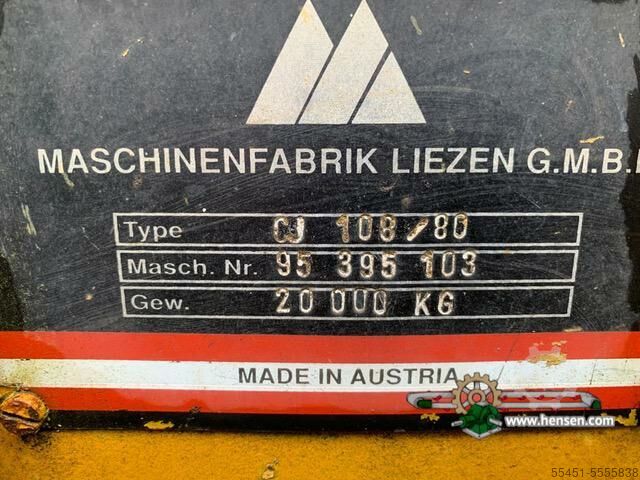 MASCHINENFABRIK LIEZEN G.M.B.
Type CJ 108/80
Masch. Nr. 95 395 103
Gew. 20 000 KG
MADE IN AUSTRIA
www.hensen.com
55451-5555838